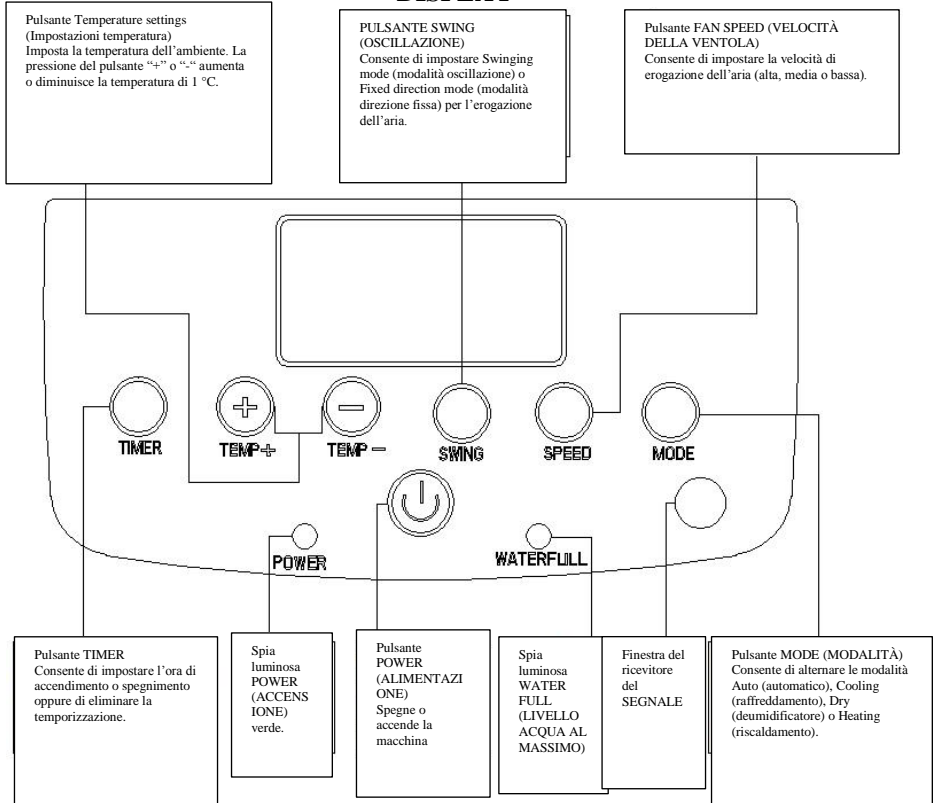 DISPLAY
Pulsante Temperature settings
(Impostazioni temperatura)
Imposta la temperatura dell'ambiente. La
pressione del pulsante "+" o "-" aumenta
o diminuisce la temperatura di 1 °C.
PULSANTE SWING
(OSCILLAZIONE)
Consente di impostare Swinging
mode (modalità oscillazione) o
Fixed direction mode (modalità
direzione fissa) per l'erogazione
dell'aria.
Pulsante FAN SPEED (VELOCITÀ
DELLA VENTOLA)
Consente di impostare la velocità di
erogazione dell'aria (alta, media o bassa).
TIMER
TEMP+
TEMP-
SWING
SPEED
MODE
POWER
WATERFULL
Pulsante TIMER
Consente di impostare l'ora di
accendimento o spegnimento
oppure di eliminare la
temporizzazione.
Spia
luminosa
POWER
(ACCENS
IONE)
verde.
Pulsante
POWER
(ALIMENTAZI
ONE)
Spegne o
accende la
macchina
Spia
luminosa
WATER
FULL
(LIVELLO
ACQUA AL
MASSIMO)
Finestra del
ricevitore
del
SEGNALE
Pulsante MODE (MODALITÀ)
Consente di alternare le modalità
Auto (automatico), Cooling
(raffreddamento), Dry
(deumidificatore) o Heating
(riscaldamento).